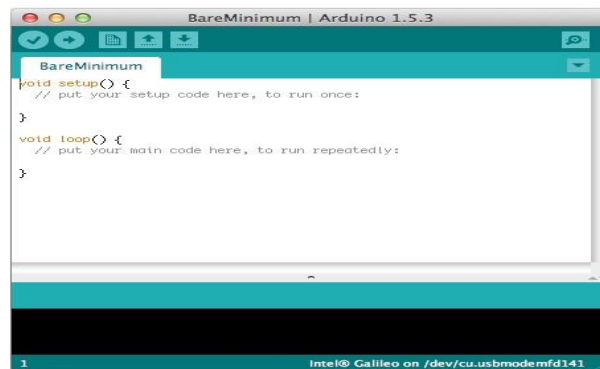 BareMinimum | Arduino 1.5.3
BareMinimum
void setup() {
// put your setup code here, to run once:
}
void loop() {
// put your main code here, to run repeatedly:
}
1
Intel® Galileo on /dev/cu.usbmodemfd141